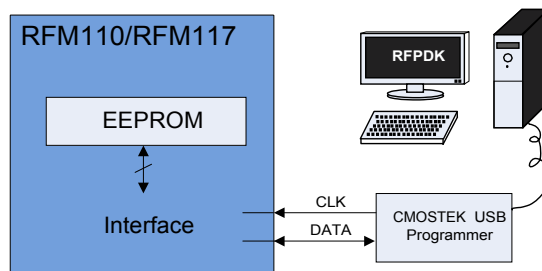 RFM110/RFM117
EEPROM
Interface
RFPDK
CLK
DATA
CMOSTEK USB
Programmer